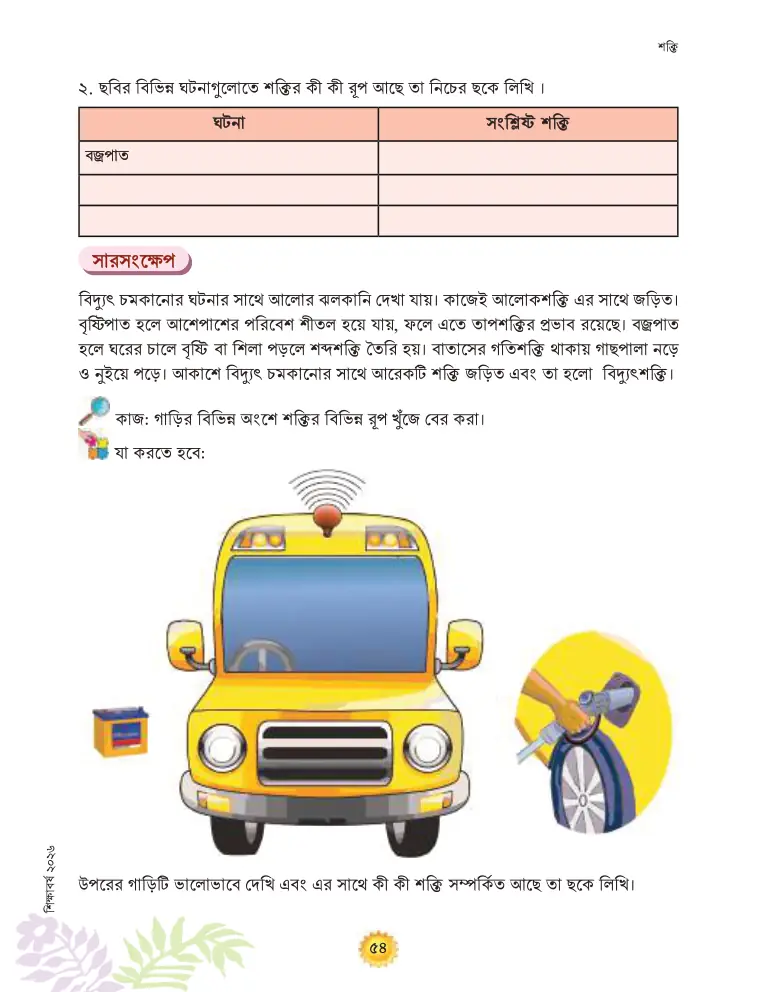 শক্তি
২. ছবির বিভিন্ন ঘটনাগুলোতে শক্তির কী কী রূপ আছে তা নিচের ছকে লিখি ।
ঘটনা সংশ্লিষ্ট শক্তি
বজ্রপাত
সারসংক্ষেপ
বিদ্যুৎ চমকানোর ঘটনার সাথে আলোর ঝলকানি দেখা যায়। কাজেই আলোকশক্তি এর সাথে জড়িত।
বৃষ্টিপাত হলে আশেপাশের পরিবেশ শীতল হয়ে যায়, ফলে এতে তাপশক্তির প্রভাব রয়েছে। বজ্রপাত
হলে ঘরের চালে বৃষ্টি বা শিলা পড়লে শব্দশক্তি তৈরি হয়। বাতাসের গতিশক্তি থাকায় গাছপালা নড়ে
ও নুইয়ে পড়ে। আকাশে বিদ্যুৎ চমকানোর সাথে আরেকটি শক্তি জড়িত এবং তা হলো বিদ্যুৎশক্তি।
কাজ: গাড়ির বিভিন্ন অংশে শক্তির বিভিন্ন রূপ খুঁজে বের করা।
যা করতে হবে:
উপরের গাড়িটি ভালোভাবে দেখি এবং এর সাথে কী কী শক্তি সম্পর্কিত আছে তা ছকে লিখি।
শিক্ষাবর্ষ ২০২৬
৫৪